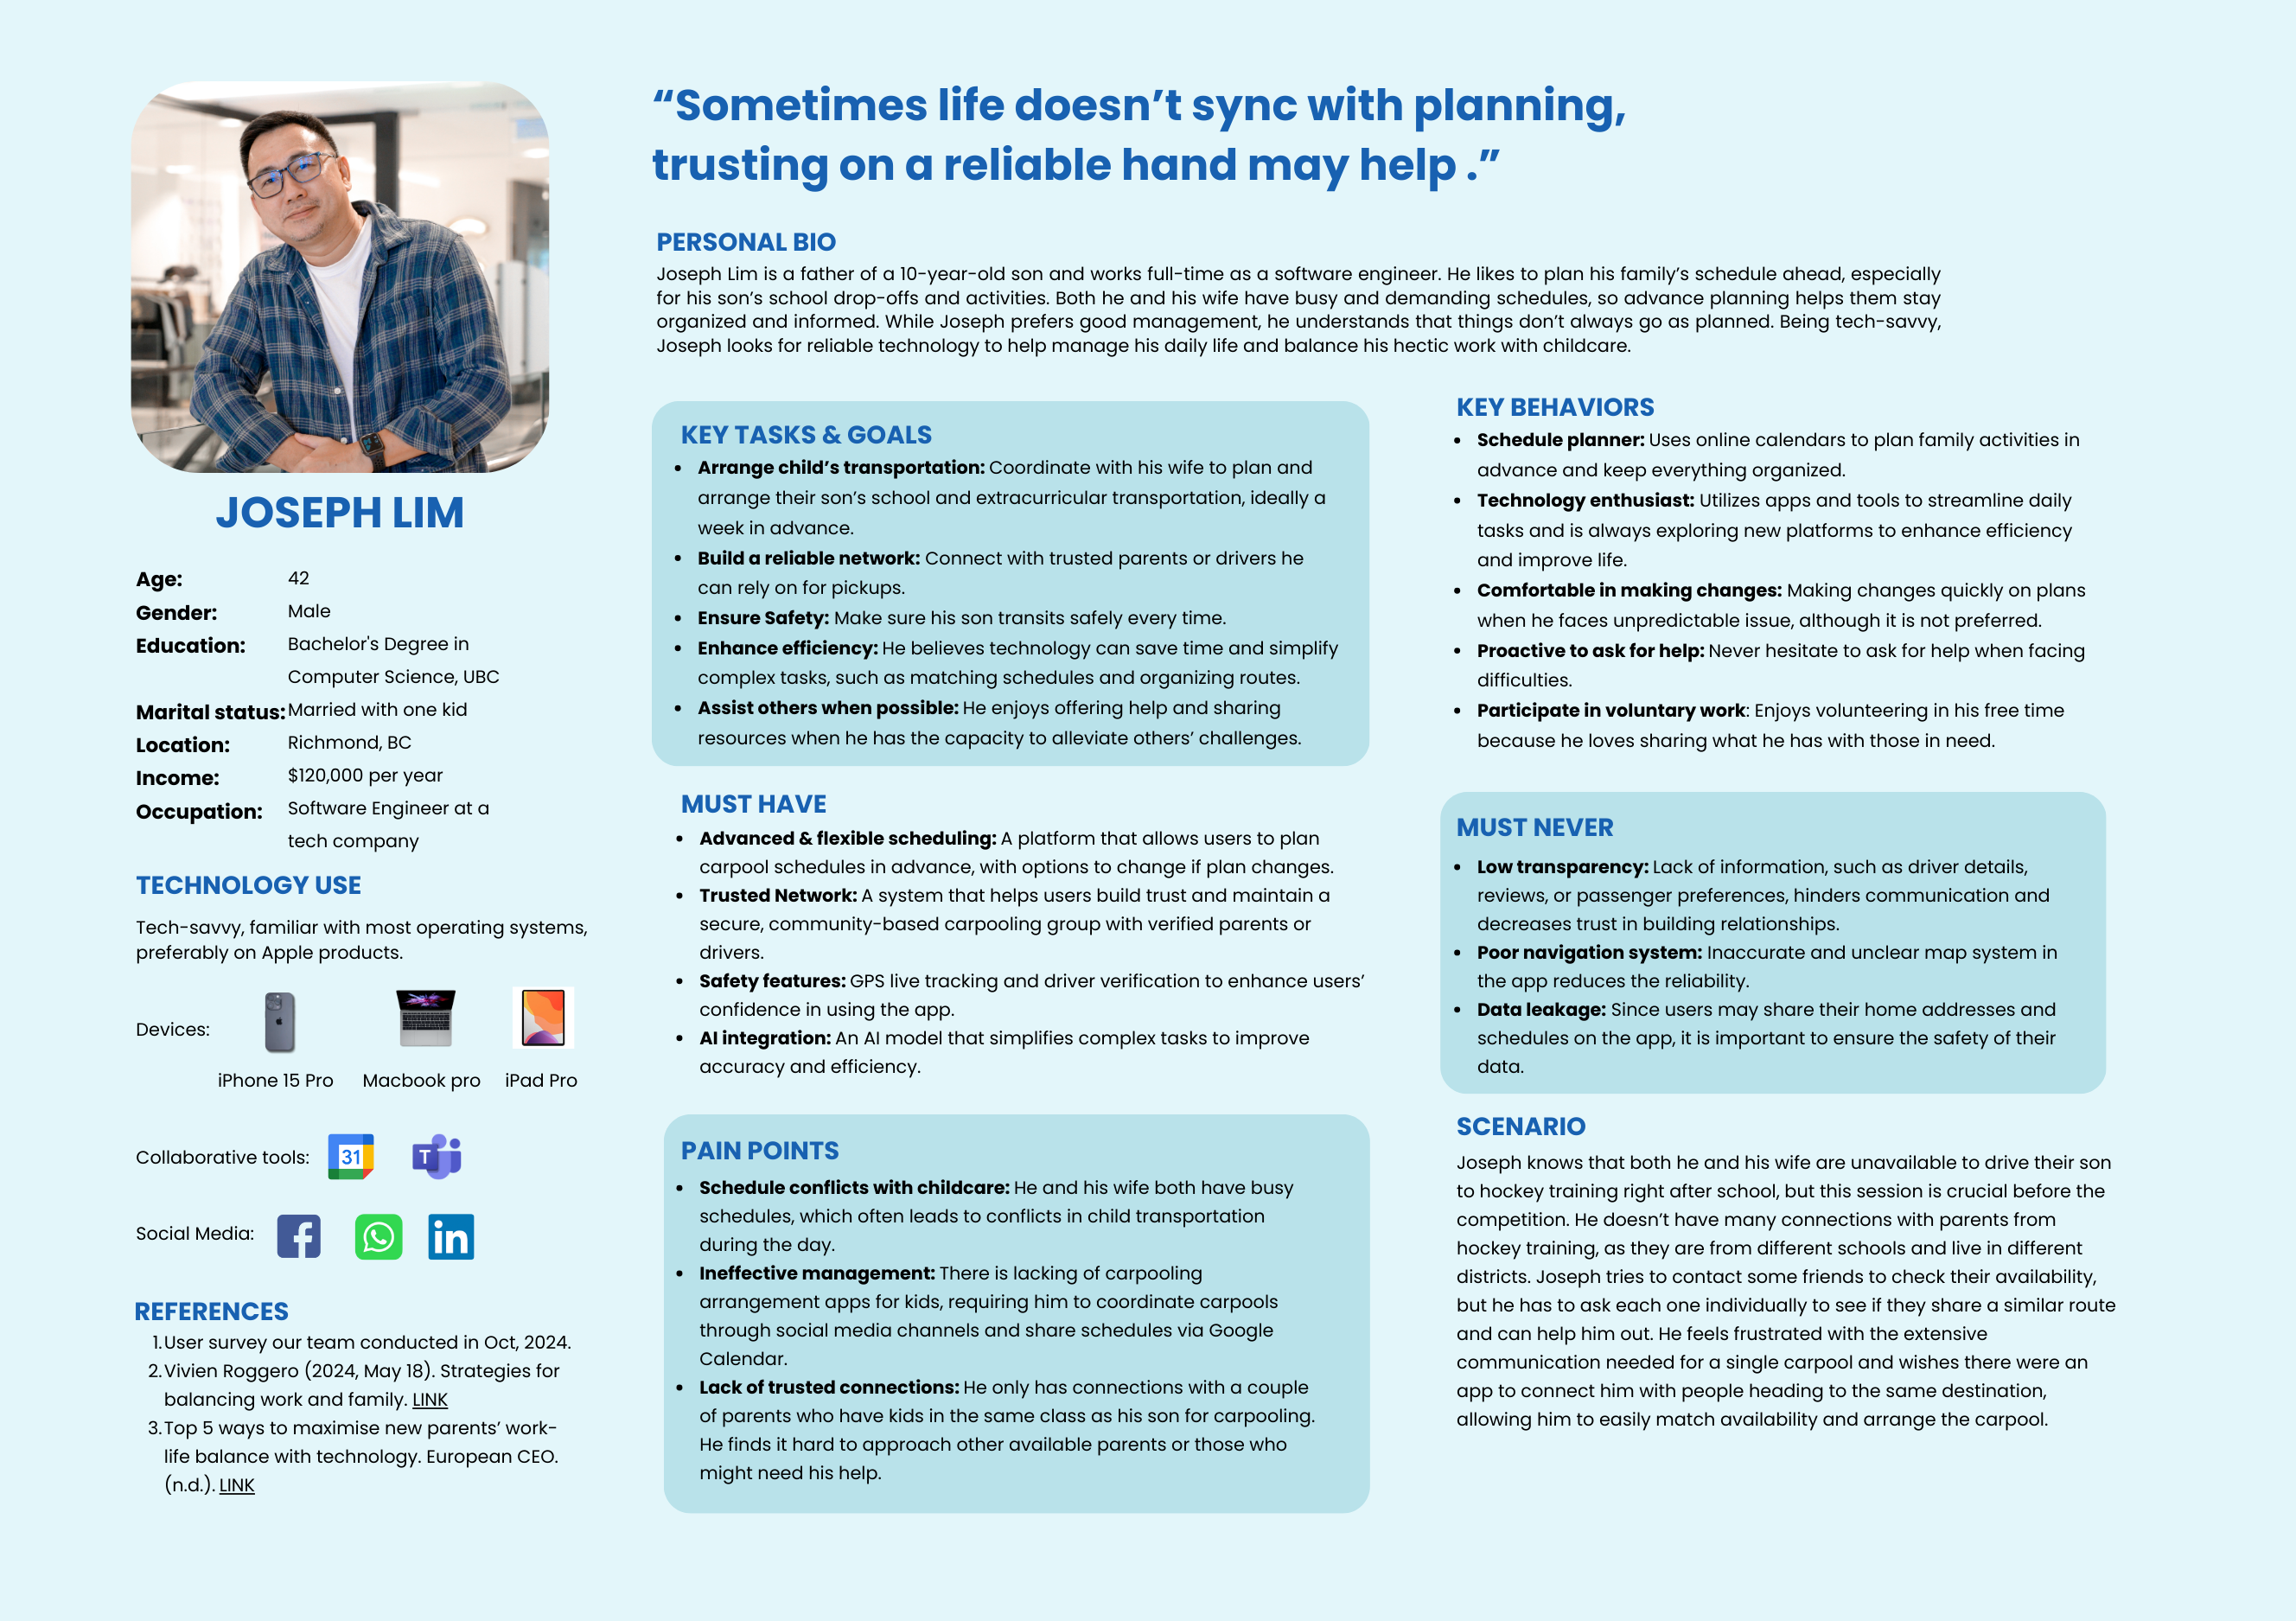 “Sometimes life doesn’t sync with planning,
trusting on a reliable hand may help .”
JOSEPH LIM
Age: 42
Gender: Male
Education: Bachelor's Degree in
Computer Science, UBC
Marital status: Married with one kid
Location: Richmond, BC
Income: $120,000 per year
Occupation: Software Engineer at a
tech company
TECHNOLOGY USE
Tech-savvy, familiar with most operating systems,
preferably on Apple products.
Devices:
iPhone 15 Pro Macbook pro iPad Pro
Collaborative tools: 31 T
Social Media: f in
REFERENCES
1. User survey our team conducted in Oct, 2024.
2. Vivien Roggero (2024, May 18). Strategies for
balancing work and family. LINK
3. Top 5 ways to maximise new parents’ work-
life balance with technology. European CEO.
(n.d.). LINK
PERSONAL BIO
Joseph Lim is a father of a 10-year-old son and works full-time as a software engineer. He likes to plan his family’s schedule ahead, especially
for his son’s school drop-offs and activities. Both he and his wife have busy and demanding schedules, so advance planning helps them stay
organized and informed. While Joseph prefers good management, he understands that things don’t always go as planned. Being tech-savvy,
Joseph looks for reliable technology to help manage his daily life and balance his hectic work with childcare.
KEY TASKS & GOALS
• Arrange child’s transportation: Coordinate with his wife to plan and
arrange their son’s school and extracurricular transportation, ideally a
week in advance.
• Build a reliable network: Connect with trusted parents or drivers he
can rely on for pickups.
• Ensure Safety: Make sure his son transits safely every time.
• Enhance efficiency: He believes technology can save time and simplify
complex tasks, such as matching schedules and organizing routes.
• Assist others when possible: He enjoys offering help and sharing
resources when he has the capacity to alleviate others’ challenges.
MUST HAVE
• Advanced & flexible scheduling: A platform that allows users to plan
carpool schedules in advance, with options to change if plan changes.
• Trusted Network: A system that helps users build trust and maintain a
secure, community-based carpooling group with verified parents or
drivers.
• Safety features: GPS live tracking and driver verification to enhance users’
confidence in using the app.
• AI integration: An AI model that simplifies complex tasks to improve
accuracy and efficiency.
PAIN POINTS
• Schedule conflicts with childcare: He and his wife both have busy
schedules, which often leads to conflicts in child transportation
during the day.
• Ineffective management: There is lacking of carpooling
arrangement apps for kids, requiring him to coordinate carpools
through social media channels and share schedules via Google
Calendar.
• Lack of trusted connections: He only has connections with a couple
of parents who have kids in the same class as his son for carpooling.
He finds it hard to approach other available parents or those who
might need his help.
KEY BEHAVIORS
• Schedule planner: Uses online calendars to plan family activities in
advance and keep everything organized.
• Technology enthusiast: Utilizes apps and tools to streamline daily
tasks and is always exploring new platforms to enhance efficiency
and improve life.
• Comfortable in making changes: Making changes quickly on plans
when he faces unpredictable issue, although it is not preferred.
• Proactive to ask for help: Never hesitate to ask for help when facing
difficulties.
• Participate in voluntary work: Enjoys volunteering in his free time
because he loves sharing what he has with those in need.
MUST NEVER
• Low transparency: Lack of information, such as driver details,
reviews, or passenger preferences, hinders communication and
decreases trust in building relationships.
• Poor navigation system: Inaccurate and unclear map system in
the app reduces the reliability.
• Data leakage: Since users may share their home addresses and
schedules on the app, it is important to ensure the safety of their
data.
SCENARIO
Joseph knows that both he and his wife are unavailable to drive their son
to hockey training right after school, but this session is crucial before the
competition. He doesn’t have many connections with parents from
hockey training, as they are from different schools and live in different
districts. Joseph tries to contact some friends to check their availability,
but he has to ask each one individually to see if they share a similar route
and can help him out. He feels frustrated with the extensive
communication needed for a single carpool and wishes there were an
app to connect him with people heading to the same destination,
allowing him to easily match availability and arrange the carpool.